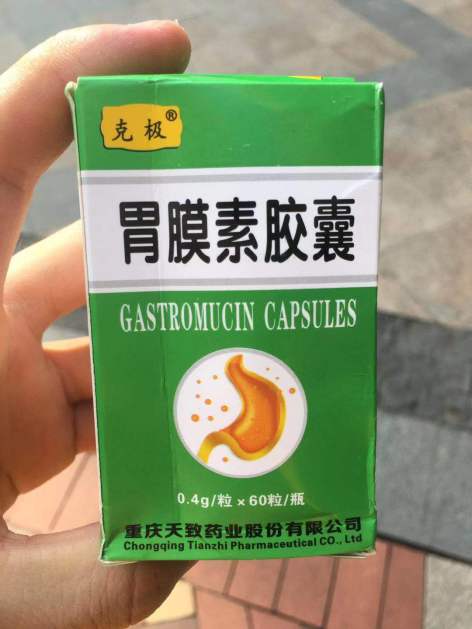 克极®
胃膜素胶囊
GASTROMUCIN CAPSULES
0.4g/粒×60粒/瓶
重庆天致药业股份有限公司
Chongqing Tianzhi Pharmaceutical CO., Ltd